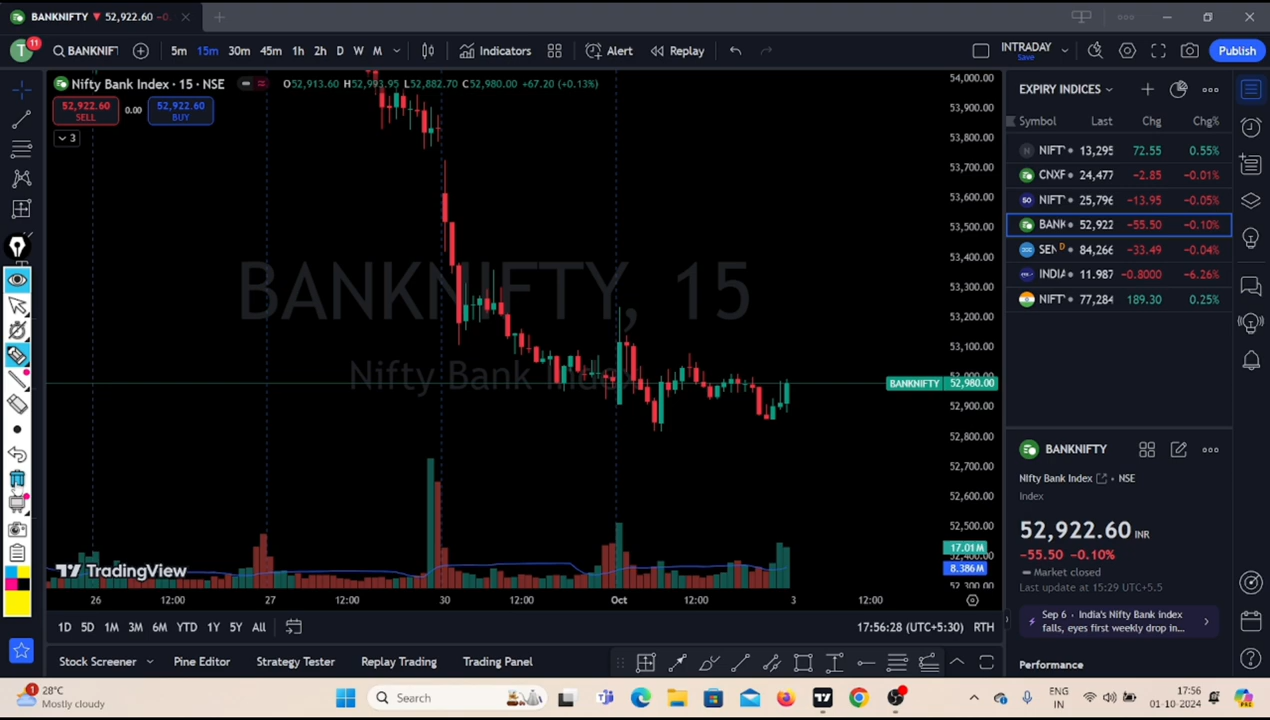 BANKNIFTY ▼ 52,922.60 −0.
T 11 BANKNIFT 5m 15m 30m 45m 1h 2h D W M Indicators Alert Replay INTRADAY Save Publish
Nifty Bank Index · 15 · NSE O52,913.60 H52,993.95 L52,882.70 C52,980.00 +67.20 (+0.13%)
52,922.60 SELL 0.00 52,922.60 BUY
3
BANKNIFTY, 15
Nifty Bank Index
54,000.00
53,900.00
53,800.00
53,700.00
53,600.00
53,500.00
53,400.00
53,300.00
53,200.00
53,100.00
BANKNIFTY 52,980.00
52,900.00
52,800.00
52,700.00
52,600.00
52,500.00
17.01M
8.386M
52,300.00
TradingView
26 12:00 27 12:00 30 12:00 Oct 12:00 3 12:00
1D 5D 1M 3M 6M YTD 1Y 5Y All 17:56:28 (UTC+5:30) RTH
Stock Screener Pine Editor Strategy Tester Replay Trading Trading Panel
EXPIRY INDICES
Symbol Last Chg Chg%
NIFT 13,295 72.55 0.55%
CNXF 24,477 −2.85 −0.01%
NIFT 25,796 −13.95 −0.05%
BANK 52,922 −55.50 −0.10%
SEN D 84,266 −33.49 −0.04%
INDIA 11.987 −0.8000 −6.26%
NIFT 77,284 189.30 0.25%
BANKNIFTY
Nifty Bank Index · NSE
Index
52,922.60 INR
−55.50 −0.10%
Market closed
Last update at 15:29 UTC+5.5
Sep 6 · India's Nifty Bank index
falls, eyes first weekly drop in...
Performance
1 28°C
Mostly cloudy
Search
ENG
IN
17:56
01-10-2024